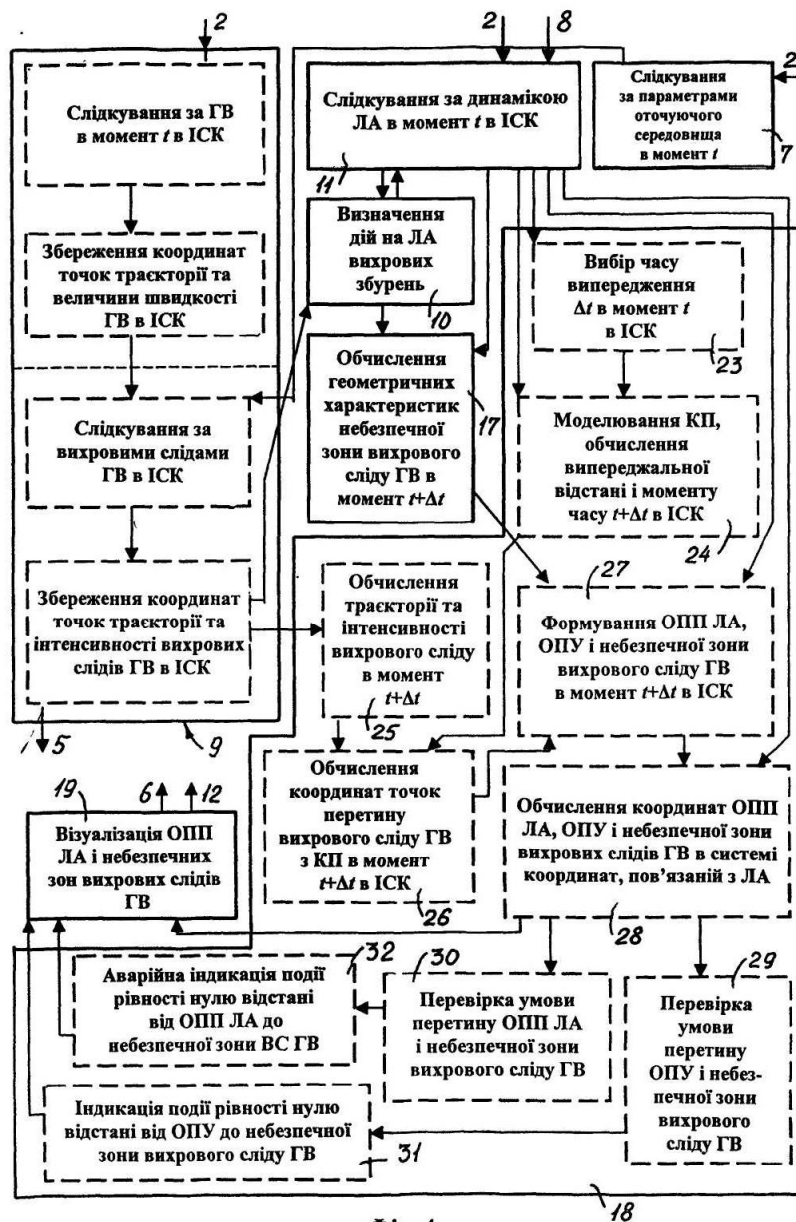 2
Слідкування за ГВ
в момент t в ІСК
Збереження координат
точок траєкторії та
величини швидкості
ГВ в ІСК
Слідкування за
вихровими слідами
ГВ в ІСК
Збереження координат
точок траєкторії та
інтенсивності вихрових
слідів ГВ в ІСК
5
9
2
8
Слідкування за динамікою
ЛА в момент t в ІСК
11
2
Слідкування
за параметрами
оточуючого
середовища
в момент t
7
Визначення
дій на ЛА
вихрових
збурень
10
Обчислення
геометричних
характеристик
небезпечної
зони вихрового
сліду ГВ в
момент t+Δt
17
Вибір часу
випередження
Δt в момент t
в ІСК
23
Моделювання КП,
обчислення
випереджальної
відстані і моменту
часу t+Δt в ІСК
24
Обчислення
траєкторії та
інтенсивності
вихрового сліду
в момент
t+Δt
25
27
Формування ОПП ЛА,
ОПУ і небезпечної зони
вихрового сліду ГВ
в момент t+Δt в ІСК
Обчислення
координат точок
перетину
вихрового сліду ГВ
з КП в момент
t+Δt в ІСК
26
Обчислення координат ОПП
ЛА, ОПУ і небезпечної зони
вихрових слідів ГВ в системі
координат, пов’язаній з ЛА
28
6
12
19
Візуалізація ОПП
ЛА і небезпечних
зон вихрових слідів
ГВ
32
Аварійна індикація події
рівності нулю відстані
від ОПП ЛА до
небезпечної зони ВС ГВ
30
Перевірка умови
перетину ОПП ЛА
і небезпечної зони
вихрового сліду ГВ
29
Перевірка
умови
перетину
ОПУ і небез-
печної зони
вихрового
сліду ГВ
Індикація події рівності нулю
відстані від ОПУ до небезпечної
зони вихрового сліду ГВ
31
18